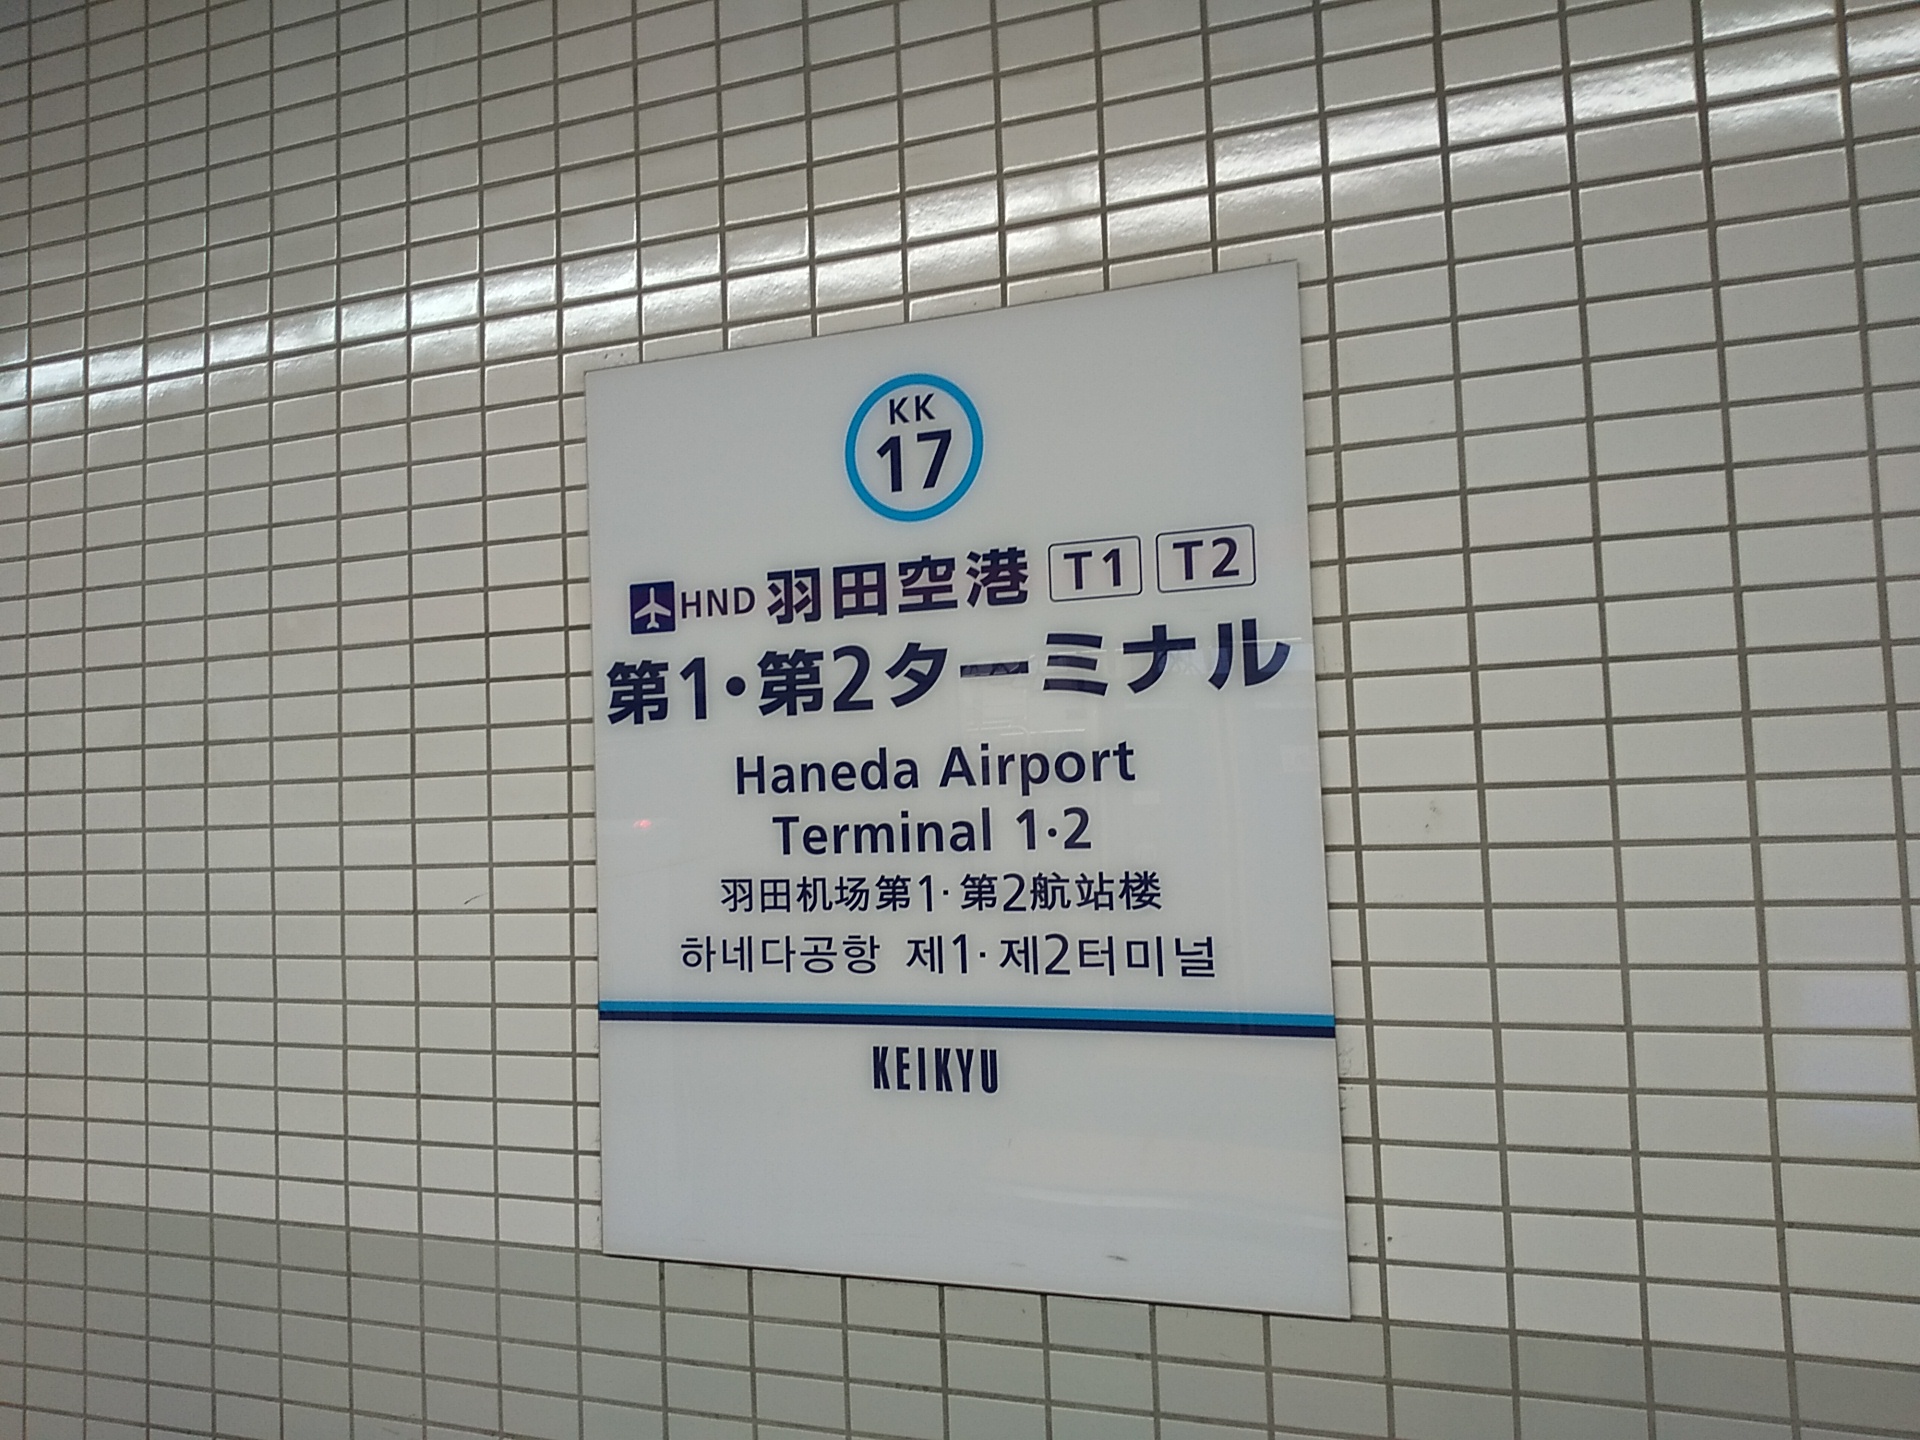 KK
17
HND 羽田空港 T1 T2
第1・第2ターミナル
Haneda Airport
Terminal 1・2
羽田机场第1· 第2航站楼
하네다공항 제1· 제2터미널
KEIKYU